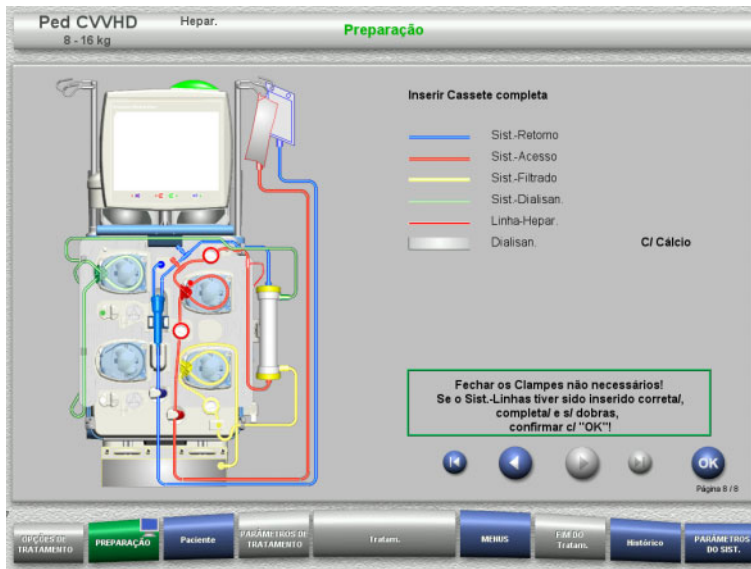 Ped CVVHD
Hepar.
8 - 16 kg
Preparação
Inserir Cassete completa
Sist.-Retorno
Sist.-Acesso
Sist.-Filtrado
Sist.-Dialisan.
Linha-Hepar.
Dialisan.
C/ Cálcio
Fechar os Clampes não necessários!
Se o Sist.-Linhas tiver sido inserido correta/,
completa/ e s/ dobras,
confirmar c/ "OK"!
OK
Página 8 / 8
OPÇÕES DE
TRATAMENTO
PREPARAÇÃO
Paciente
PARÂMETROS DE
TRATAMENTO
Tratam.
MENUS
FIM DO
Tratam.
Histórico
PARÂMETROS
DO SIST.